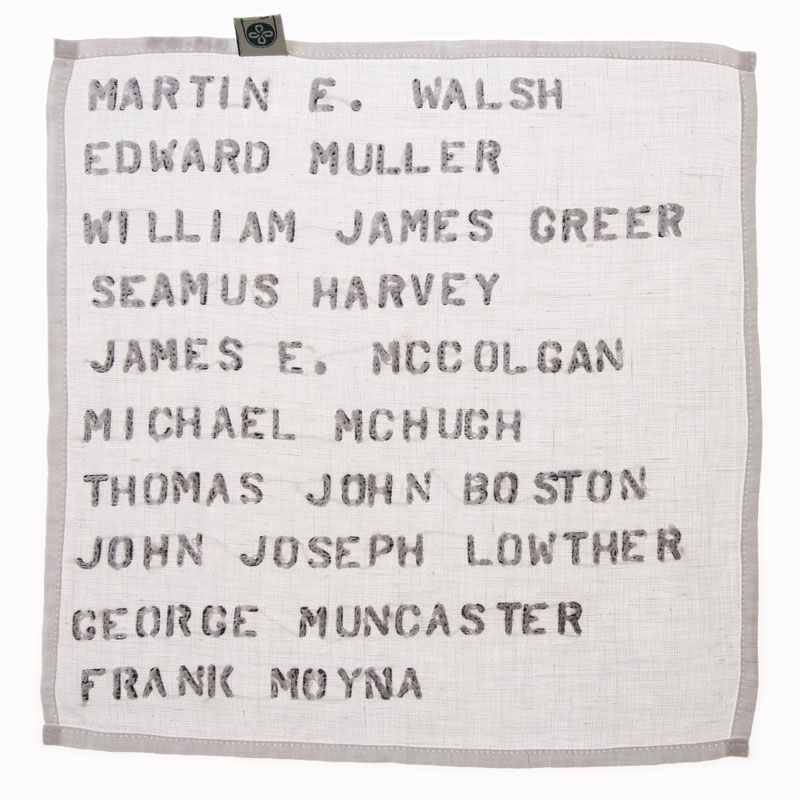 MARTIN E. WALSH
EDWARD MULLER
WILLIAM JAMES GREER
SEAMUS HARVEY
JAMES E. MCCOLGAN
MICHAEL MCHUGH
THOMAS JOHN BOSTON
JOHN JOSEPH LOWTHER
GEORGE MUNCASTER
FRANK MOYNA